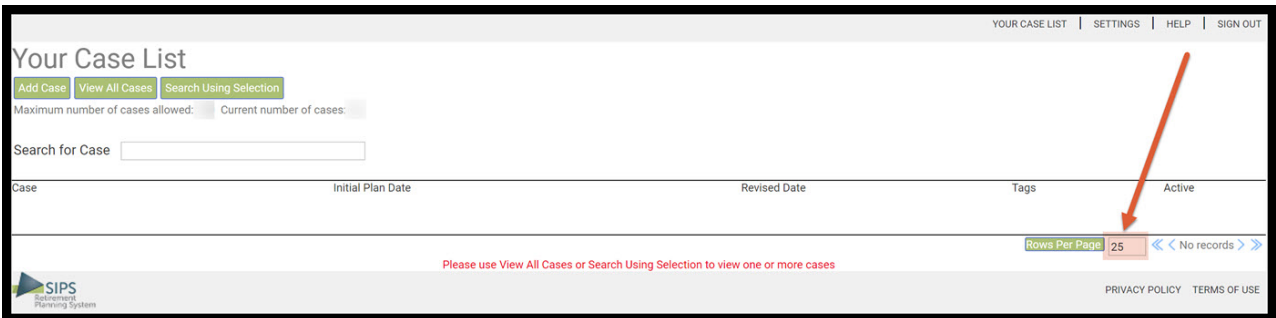 YOUR CASE LIST | SETTINGS | HELP | SIGN OUT
Your Case List
Add Case View All Cases Search Using Selection
Maximum number of cases allowed: Current number of cases:
Search for Case
Case Initial Plan Date Revised Date Tags Active
Rows Per Page 25 « < No records > »
Please use View All Cases or Search Using Selection to view one or more cases
SIPS
Retirement
Planning System
PRIVACY POLICY TERMS OF USE